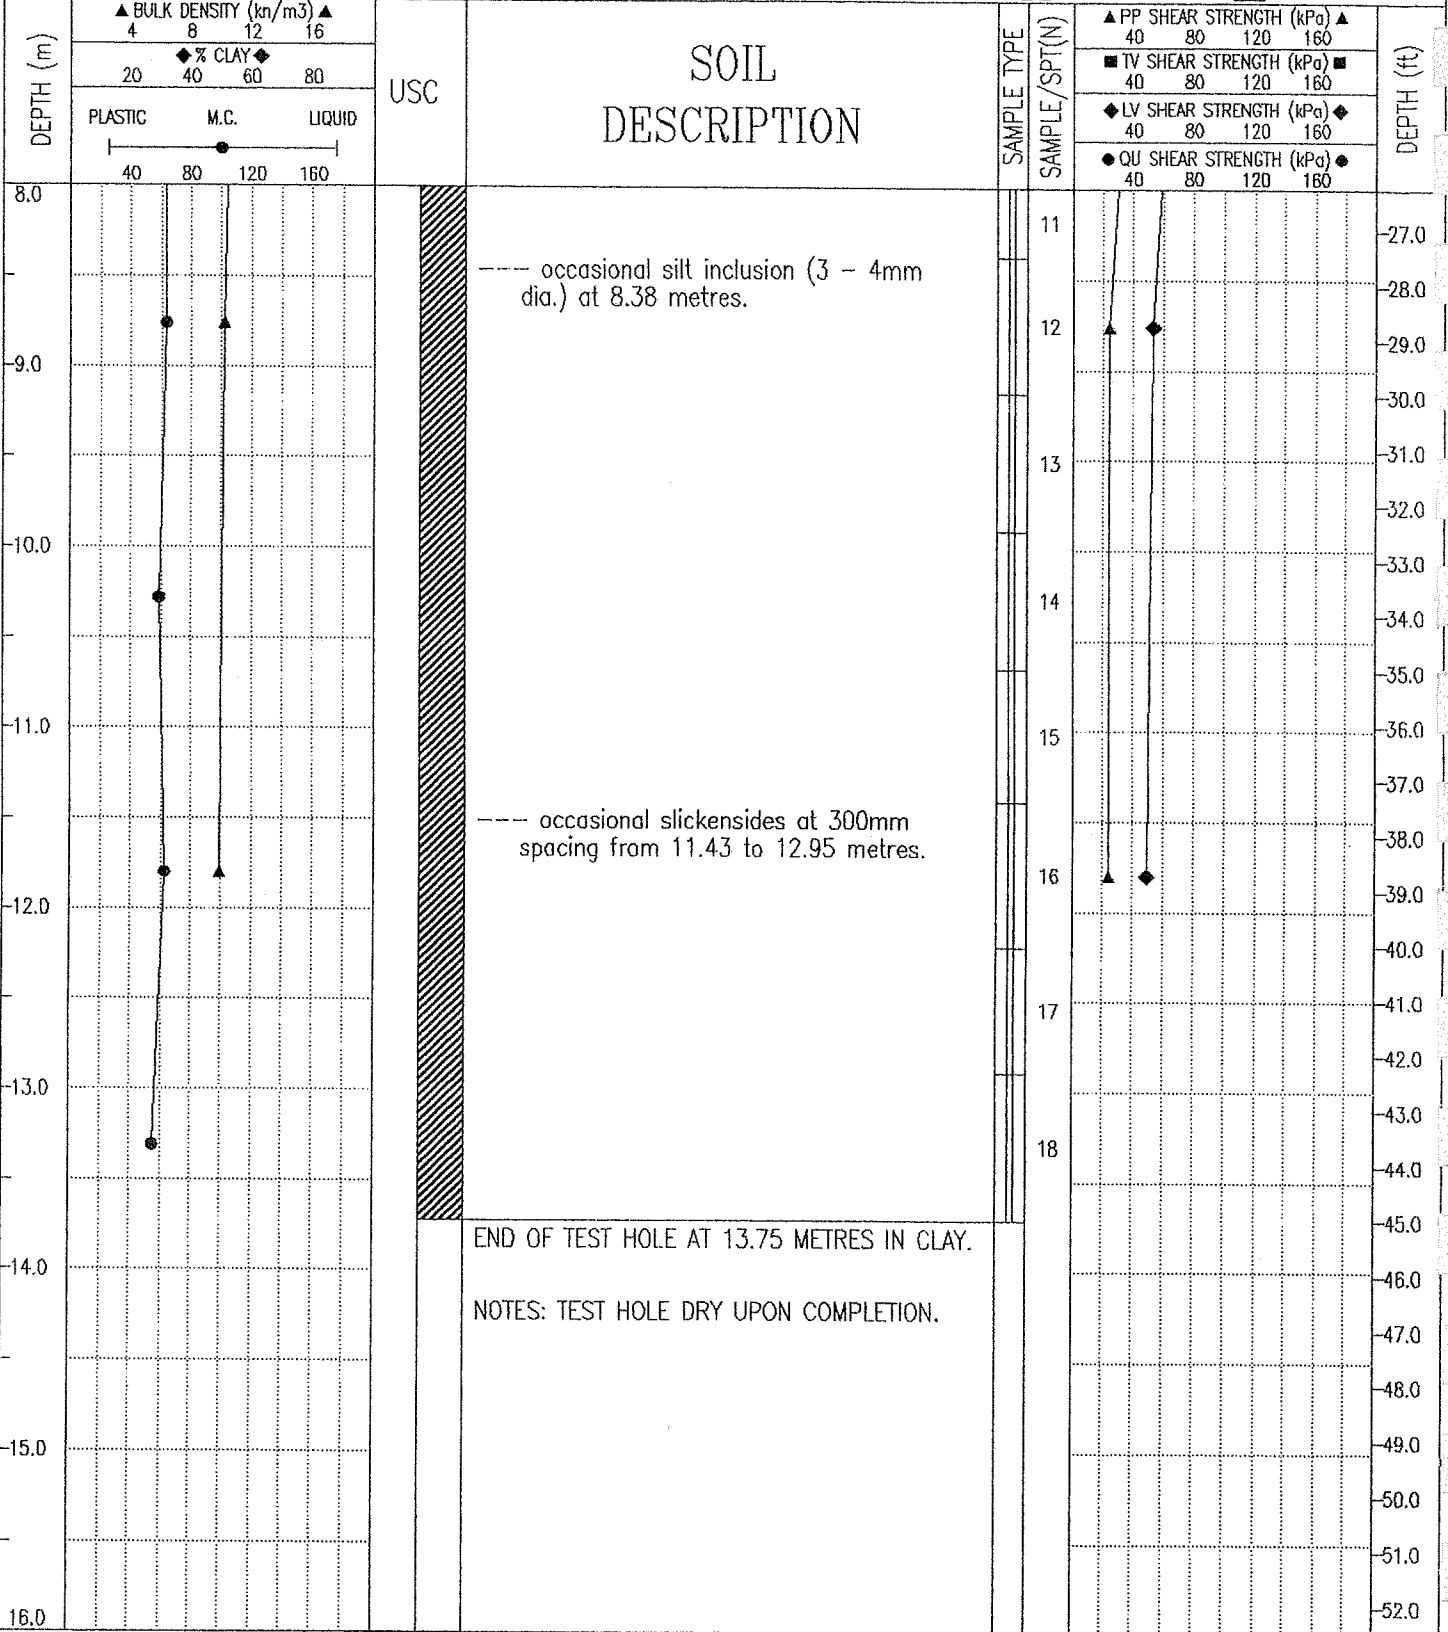 ▲ BULK DENSITY (kn/m3) ▲
4 8 12 16
◆ % CLAY ◆
20 40 60 80
PLASTIC M.C. LIQUID
40 80 120 160
DEPTH (m)
USC
SOIL
DESCRIPTION
SAMPLE TYPE
SAMPLE/SPT(N)
▲ PP SHEAR STRENGTH (kPa) ▲
40 80 120 160
■ TV SHEAR STRENGTH (kPa) ■
40 80 120 160
◆ LV SHEAR STRENGTH (kPa) ◆
40 80 120 160
● QU SHEAR STRENGTH (kPa) ●
40 80 120 160
DEPTH (ft)
8.0
9.0
10.0
11.0
12.0
13.0
14.0
15.0
16.0
--- occasional silt inclusion (3 - 4mm
dia.) at 8.38 metres.
--- occasional slickensides at 300mm
spacing from 11.43 to 12.95 metres.
END OF TEST HOLE AT 13.75 METRES IN CLAY.
NOTES: TEST HOLE DRY UPON COMPLETION.
11
12
13
14
15
16
17
18
27.0
28.0
29.0
30.0
31.0
32.0
33.0
34.0
35.0
36.0
37.0
38.0
39.0
40.0
41.0
42.0
43.0
44.0
45.0
46.0
47.0
48.0
49.0
50.0
51.0
52.0